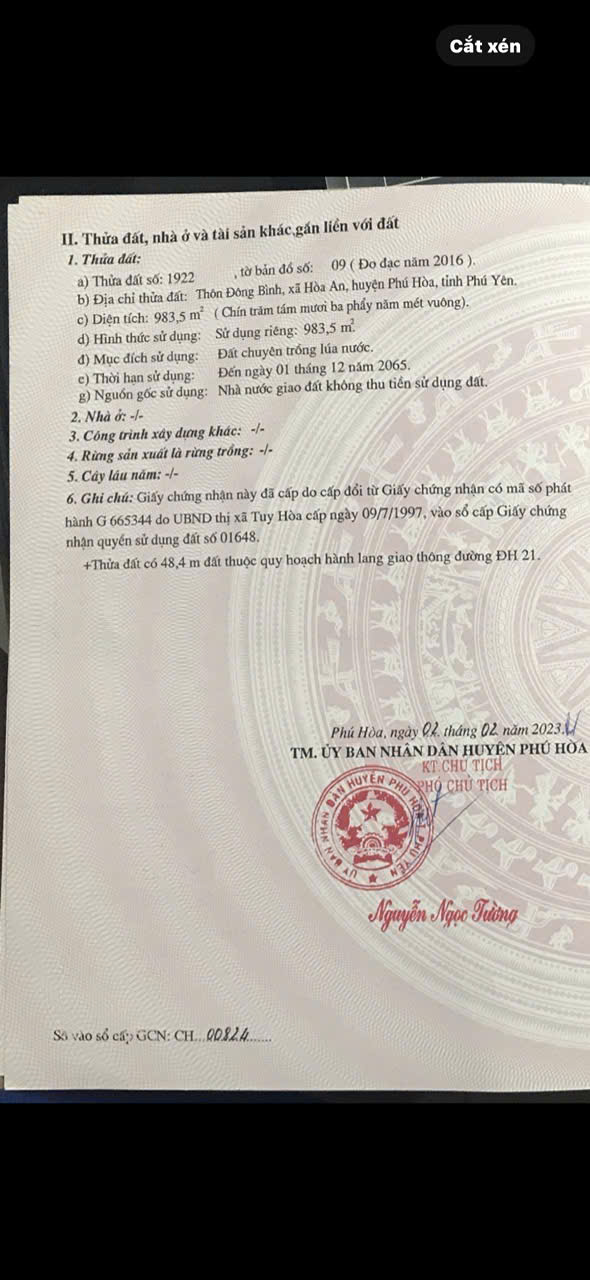 Cắt xén
II. Thửa đất, nhà ở và tài sản khác gắn liền với đất
1. Thửa đất:
a) Thửa đất số: 1922 , tờ bản đồ số: 09 ( Đo đạc năm 2016 ).
b) Địa chỉ thửa đất: Thôn Đông Bình, xã Hòa An, huyện Phú Hòa, tỉnh Phú Yên.
c) Diện tích: 983,5 m² ( Chín trăm tám mươi ba phẩy năm mét vuông).
d) Hình thức sử dụng: Sử dụng riêng: 983,5 m².
đ) Mục đích sử dụng: Đất chuyên trồng lúa nước.
e) Thời hạn sử dụng: Đến ngày 01 tháng 12 năm 2065.
g) Nguồn gốc sử dụng: Nhà nước giao đất không thu tiền sử dụng đất.
2. Nhà ở: -/-
3. Công trình xây dựng khác: -/-
4. Rừng sản xuất là rừng trồng: -/-
5. Cây lâu năm: -/-
6. Ghi chú: Giấy chứng nhận này đã cấp do cấp đổi từ Giấy chứng nhận có mã số phát
hành G 665344 do UBND thị xã Tuy Hòa cấp ngày 09/7/1997, vào sổ cấp Giấy chứng
nhận quyền sử dụng đất số 01648.
+Thửa đất có 48,4 m đất thuộc quy hoạch hành lang giao thông đường ĐH 21.
Phú Hòa, ngày 02 tháng 02 năm 2023
TM. ỦY BAN NHÂN DÂN HUYỆN PHÚ HÒA
KT.CHỦ TỊCH
PHÓ CHỦ TỊCH
ỦY BAN NHÂN DÂN HUYỆN PHÚ HÒA T. PHÚ YÊN
Nguyễn Ngọc Tường
Số vào sổ cấp GCN: CH...00824......